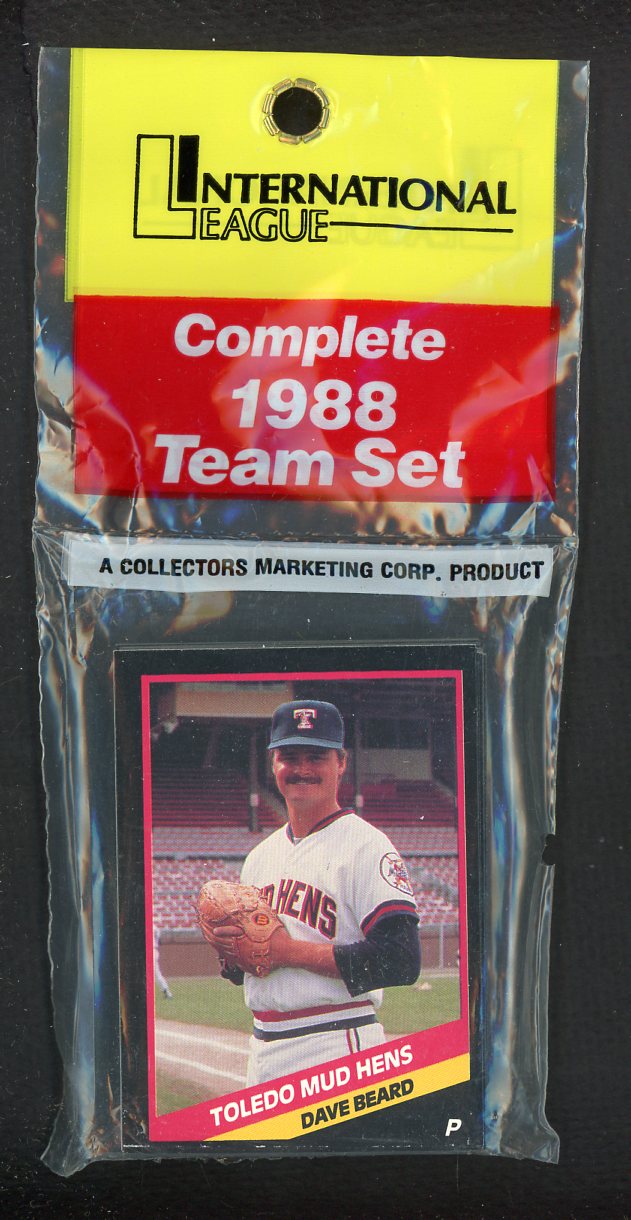 INTERNATIONAL
LEAGUE
Complete
1988
Team Set
A COLLECTORS MARKETING CORP. PRODUCT
T
HENS
TOLEDO MUD HENS
DAVE BEARD
P